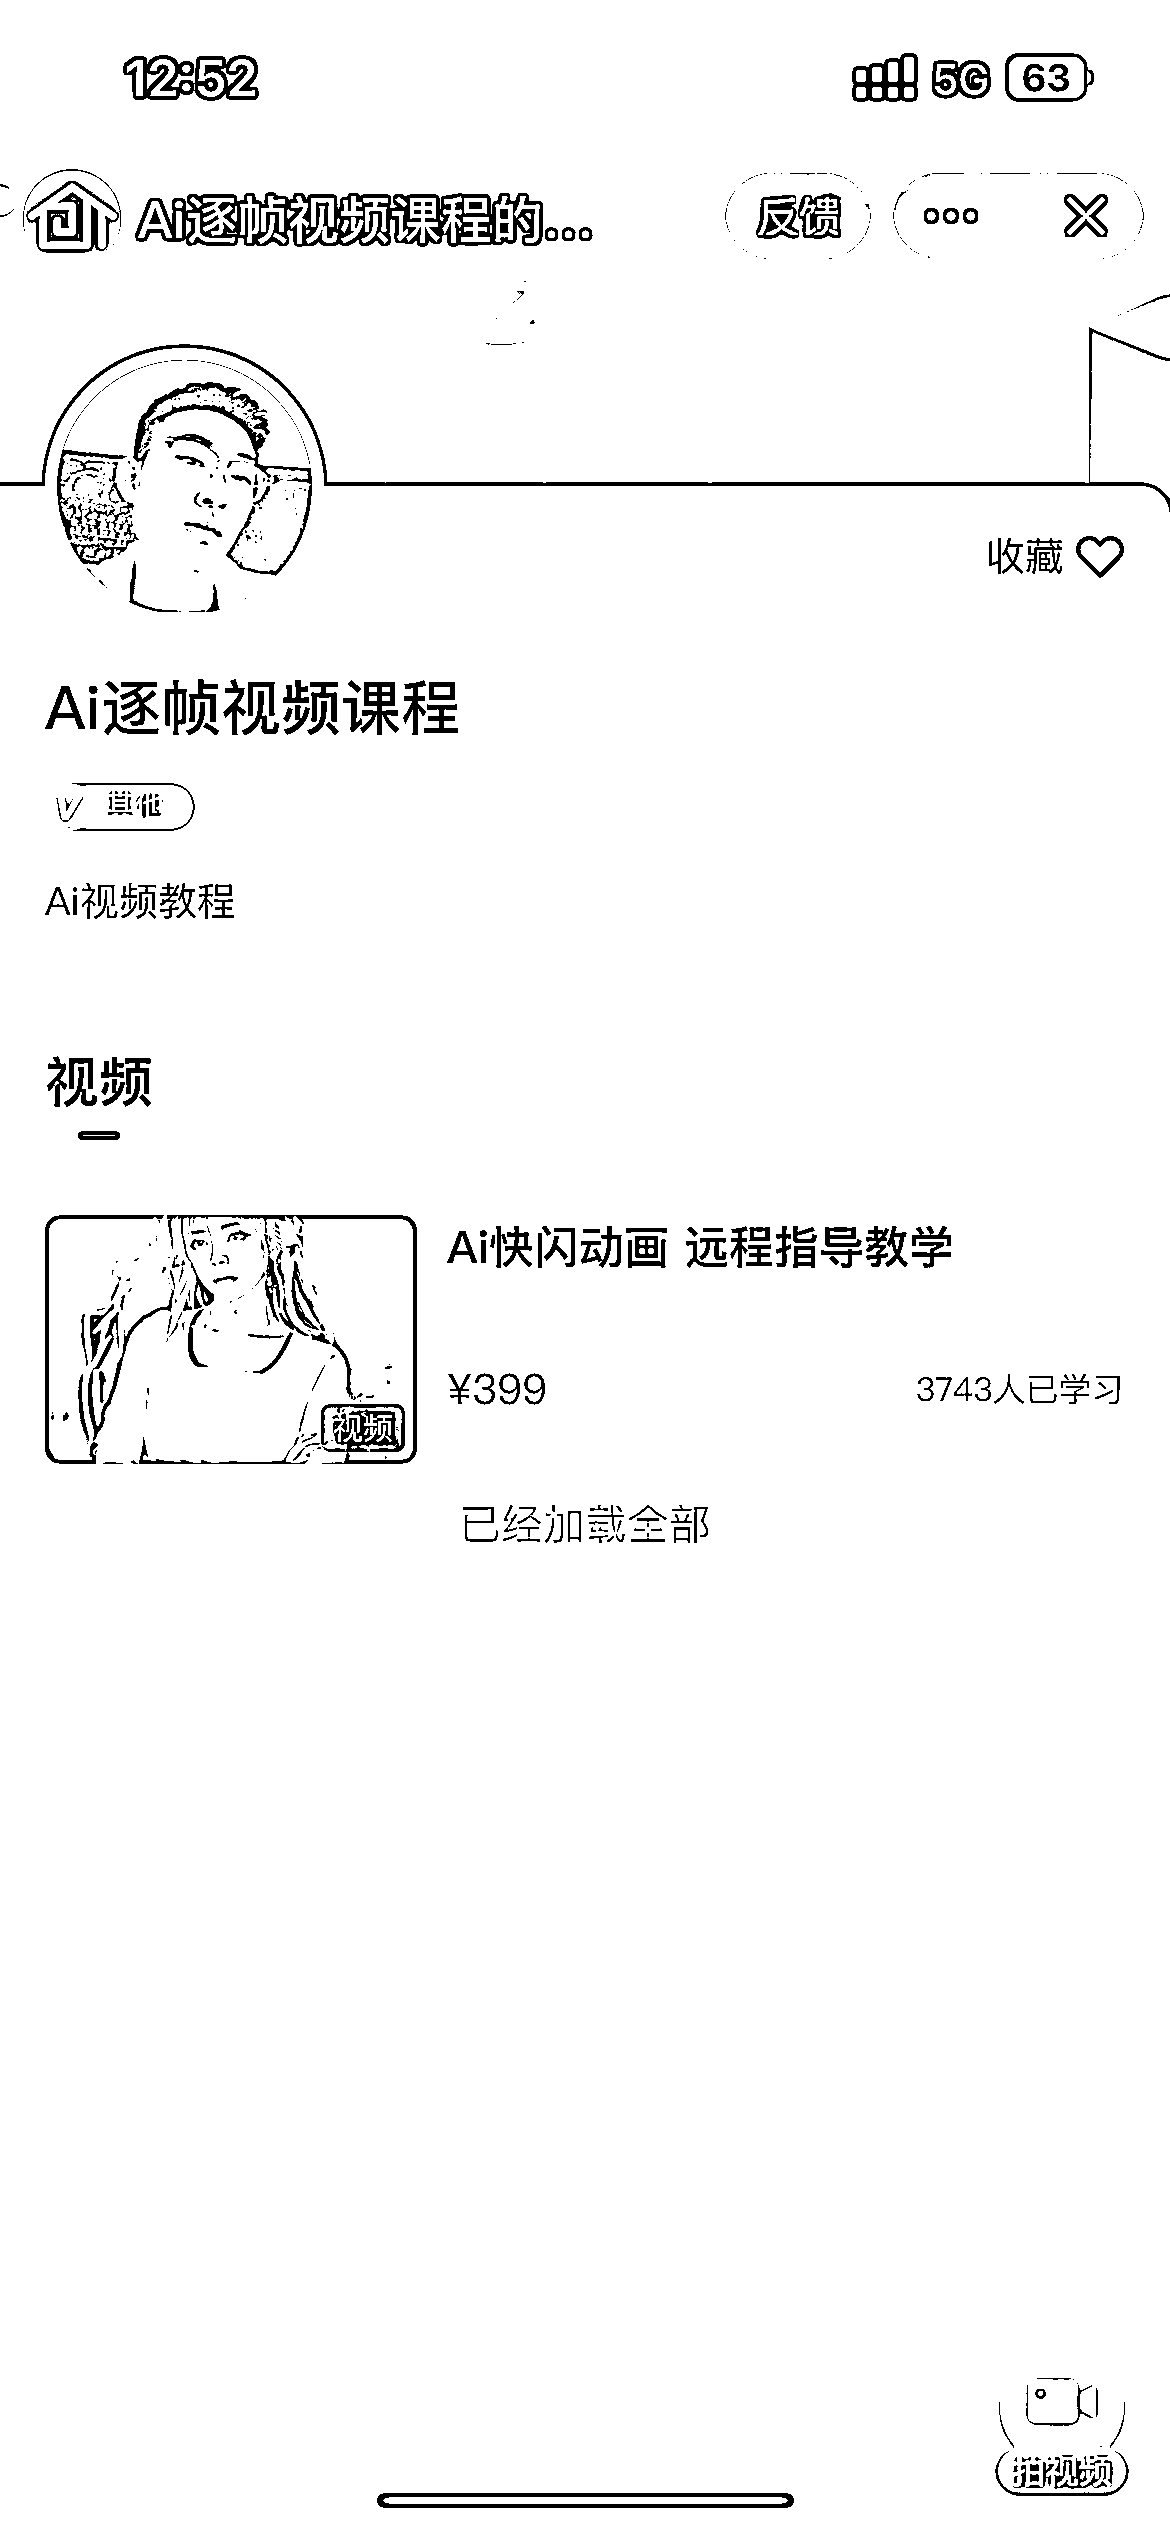 12:52
5G 63
Ai逐帧视频课程的...
反馈
收藏
Ai逐帧视频课程
其他
Ai视频教程
视频
Ai快闪动画 远程指导教学
¥399
3743人已学习
视频
已经加载全部
拍视频